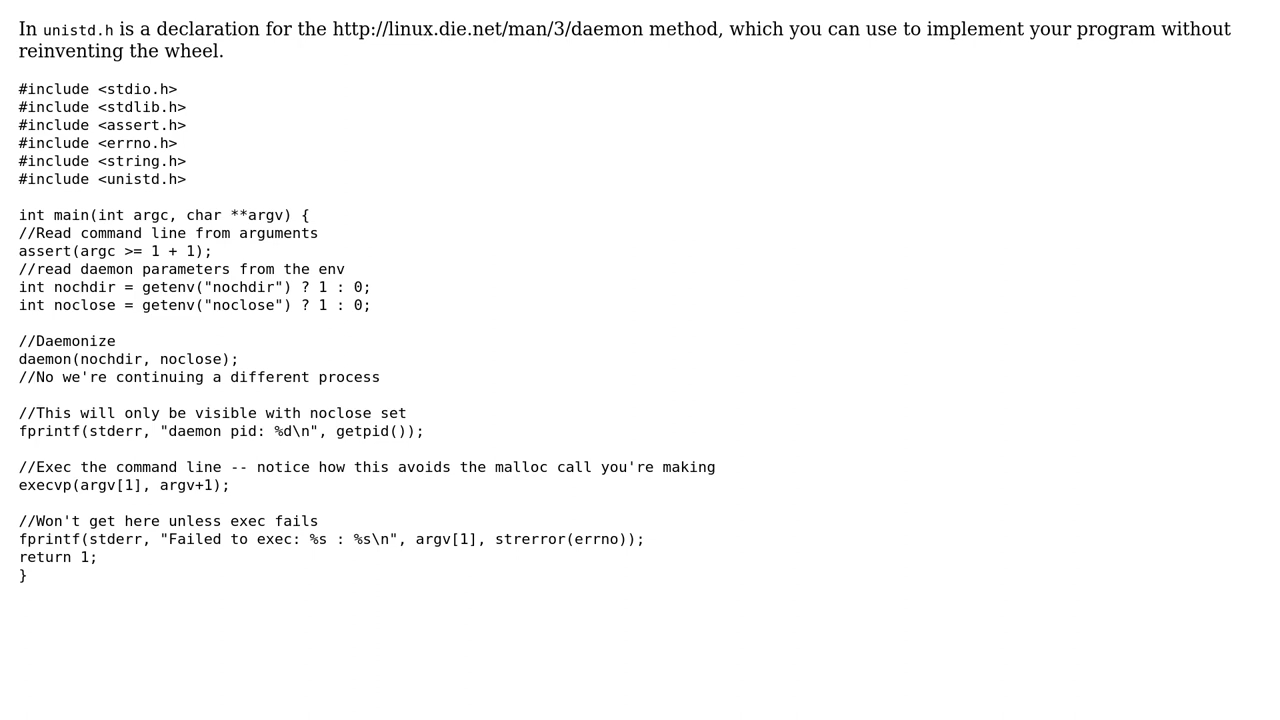 In unistd.h is a declaration for the http://linux.die.net/man/3/daemon method, which you can use to implement your program without
reinventing the wheel.
#include <stdio.h>
#include <stdlib.h>
#include <assert.h>
#include <errno.h>
#include <string.h>
#include <unistd.h>
int main(int argc, char **argv) {
//Read command line from arguments
assert(argc >= 1 + 1);
//read daemon parameters from the env
int nochdir = getenv("nochdir") ? 1 : 0;
int noclose = getenv("noclose") ? 1 : 0;
//Daemonize
daemon(nochdir, noclose);
//No we're continuing a different process
//This will only be visible with noclose set
fprintf(stderr, "daemon pid: %d\n", getpid());
//Exec the command line -- notice how this avoids the malloc call you're making
execvp(argv[1], argv+1);
//Won't get here unless exec fails
fprintf(stderr, "Failed to exec: %s : %s\n", argv[1], strerror(errno));
return 1;
}